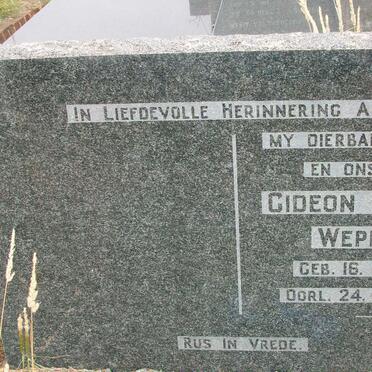 IN LIEFDEVOLLE HERINNERING A
MY DIERBA
EN ONS
GIDEON
WEP
GEB. 16.
OORL. 24.
RUS IN VREDE.